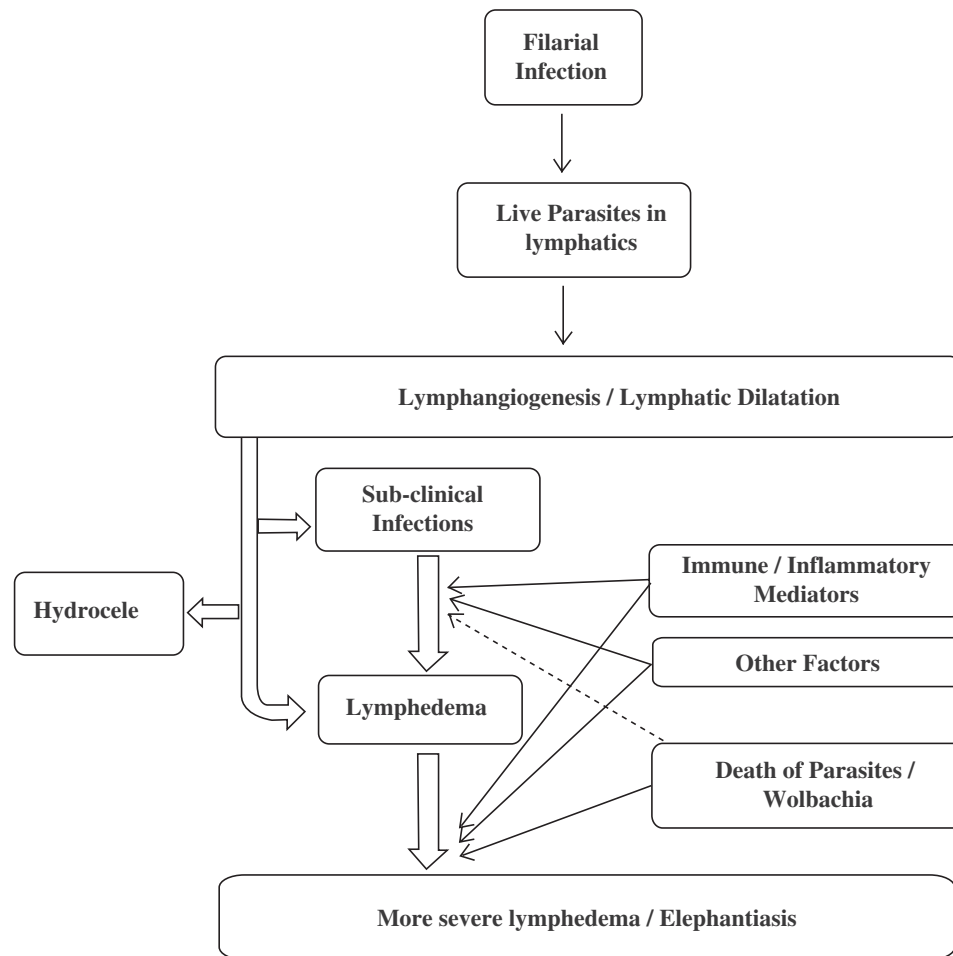 Filarial
Infection
Live Parasites in
lymphatics
Lymphangiogenesis / Lymphatic Dilatation
Sub-clinical
Infections
Immune / Inflammatory
Mediators
Hydrocele
Other Factors
Lymphedema
Death of Parasites /
Wolbachia
More severe lymphedema / Elephantiasis